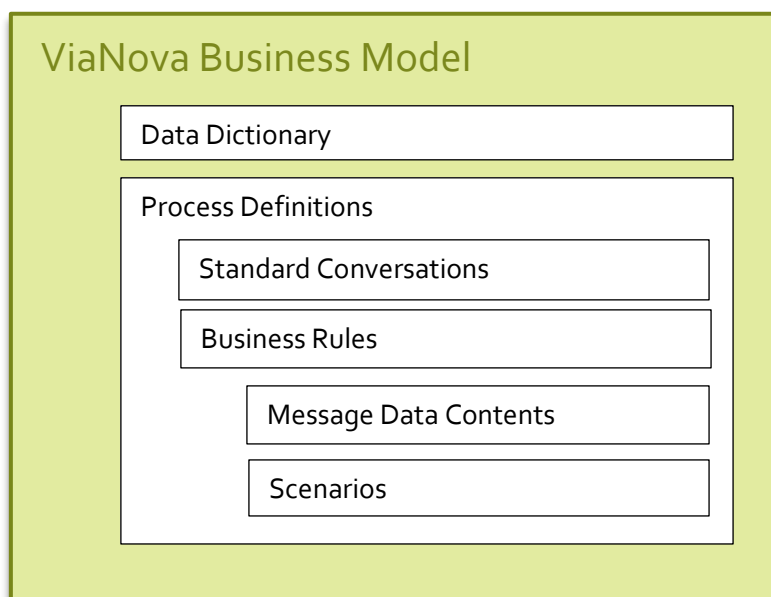 ViaNova Business Model
Data Dictionary
Process Definitions
Standard Conversations
Business Rules
Message Data Contents
Scenarios